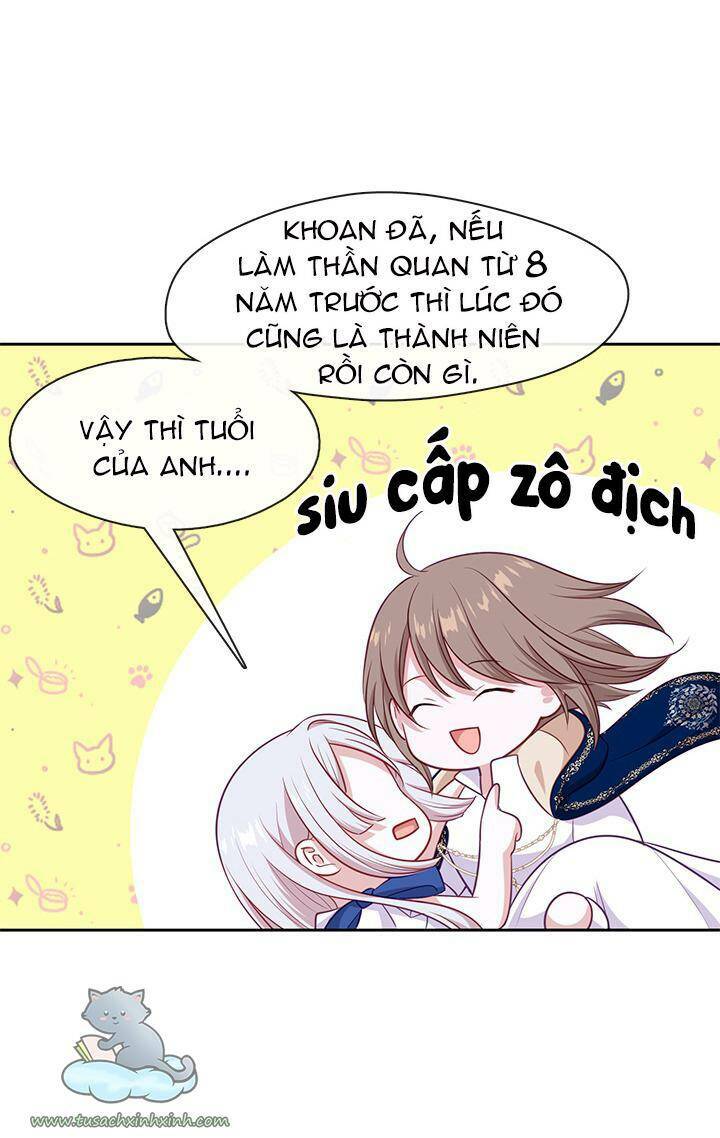 KHOAN ĐÃ, NẾU
LÀM THẦN QUAN TỪ 8
NĂM TRƯỚC THÌ LÚC ĐÓ
CŨNG LÀ THÀNH NIÊN
RỒI CÒN GÌ.
VẬY THÌ TUỔI
CỦA ANH....
siu cấp zô địch
www.tusachxinhxinh.com